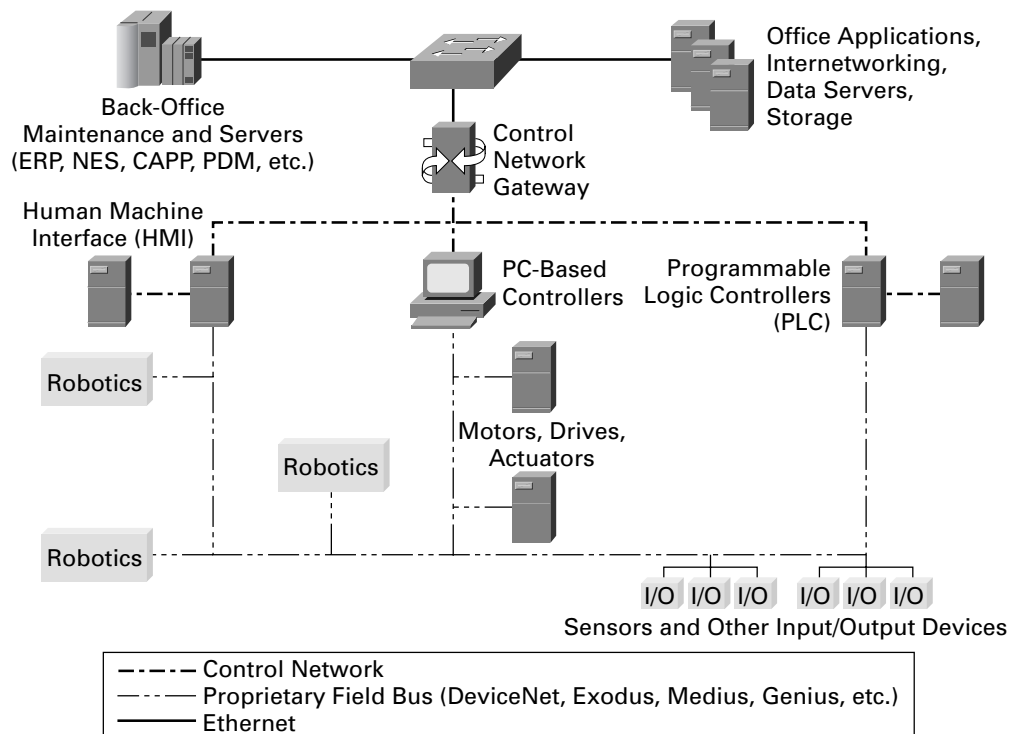 Back-Office
Maintenance and Servers
(ERP, NES, CAPP, PDM, etc.)
Office Applications,
Internetworking,
Data Servers,
Storage
Control
Network
Gateway
Human Machine
Interface (HMI)
PC-Based
Controllers
Programmable
Logic Controllers
(PLC)
Robotics
Motors, Drives,
Actuators
Robotics
Robotics
I/O I/O I/O I/O I/O I/O
Sensors and Other Input/Output Devices
Control Network
Proprietary Field Bus (DeviceNet, Exodus, Medius, Genius, etc.)
Ethernet